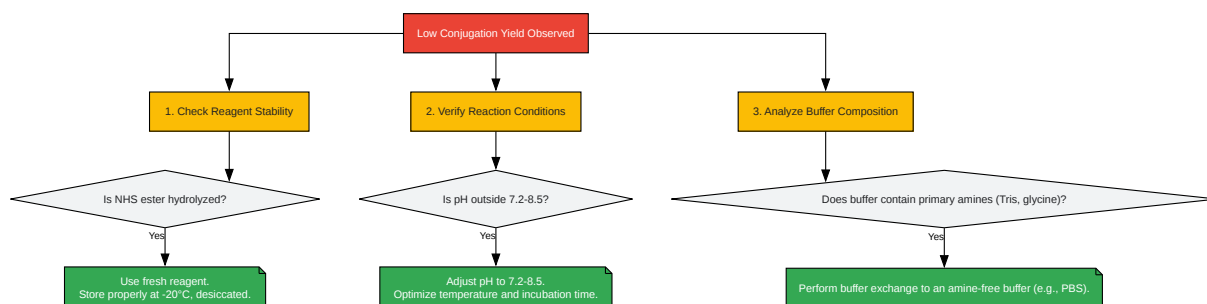 Low Conjugation Yield Observed
1. Check Reagent Stability
2. Verify Reaction Conditions
3. Analyze Buffer Composition
Is NHS ester hydrolyzed?
Is pH outside 7.2-8.5?
Does buffer contain primary amines (Tris, glycine)?
Yes
Yes
Yes
Use fresh reagent.
Store properly at -20°C, desiccated.
Adjust pH to 7.2-8.5.
Optimize temperature and incubation time.
Perform buffer exchange to an amine-free buffer (e.g., PBS).